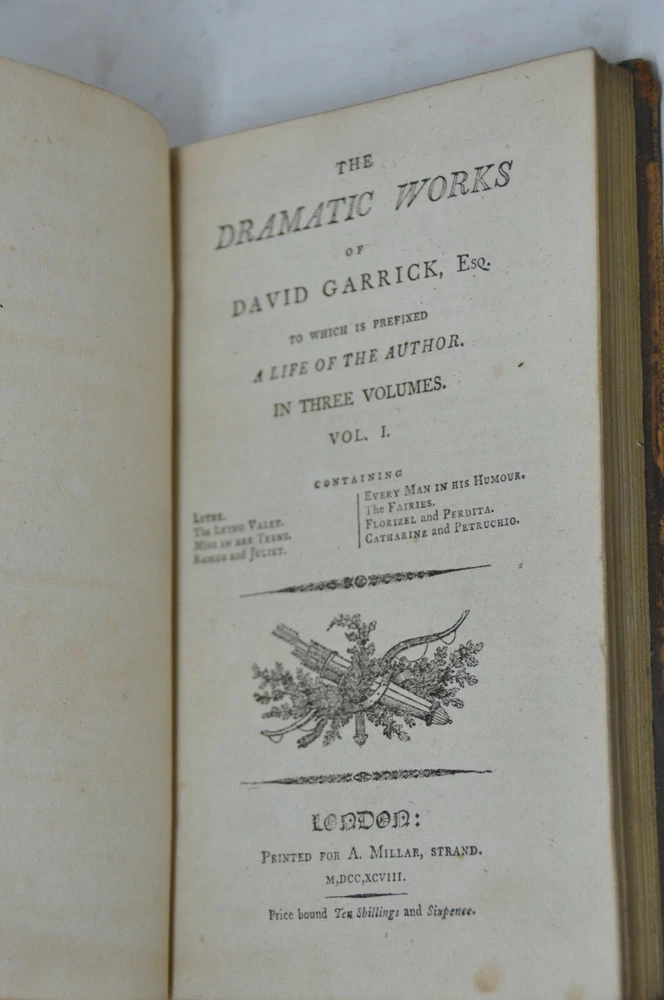 THE
DRAMATIC WORKS
OF
DAVID GARRICK, Esq.
TO WHICH IS PREFIXED
A LIFE OF THE AUTHOR.
IN THREE VOLUMES.
VOL. I.
CONTAINING
Lethe.
The Lying Valet.
Miss in her Teens.
Romeo and Juliet.
Every Man in his Humour.
The Fairies.
Florizel and Perdita.
Catharine and Petruchio.
LONDON:
Printed for A. Millar, Strand.
M,DCC,XCVIII.
Price bound Ten Shillings and Sixpence.